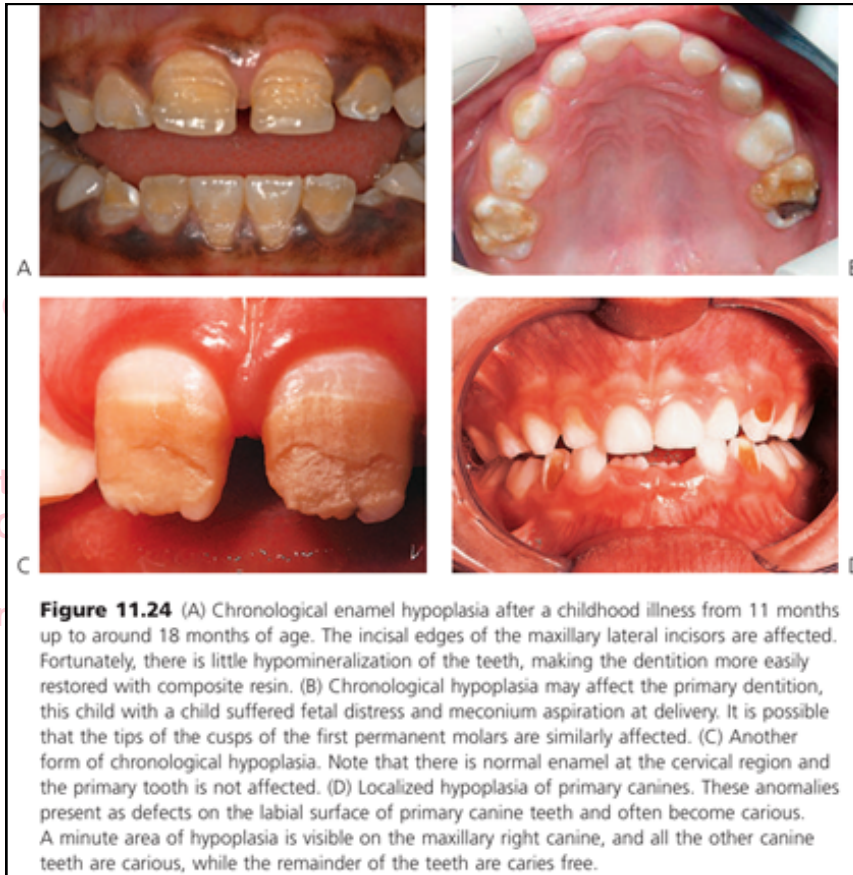 A
B
C
D
Figure 11.24 (A) Chronological enamel hypoplasia after a childhood illness from 11 months
up to around 18 months of age. The incisal edges of the maxillary lateral incisors are affected.
Fortunately, there is little hypomineralization of the teeth, making the dentition more easily
restored with composite resin. (B) Chronological hypoplasia may affect the primary dentition,
this child with a child suffered fetal distress and meconium aspiration at delivery. It is possible
that the tips of the cusps of the first permanent molars are similarly affected. (C) Another
form of chronological hypoplasia. Note that there is normal enamel at the cervical region and
the primary tooth is not affected. (D) Localized hypoplasia of primary canines. These anomalies
present as defects on the labial surface of primary canine teeth and often become carious.
A minute area of hypoplasia is visible on the maxillary right canine, and all the other canine
teeth are carious, while the remainder of the teeth are caries free.